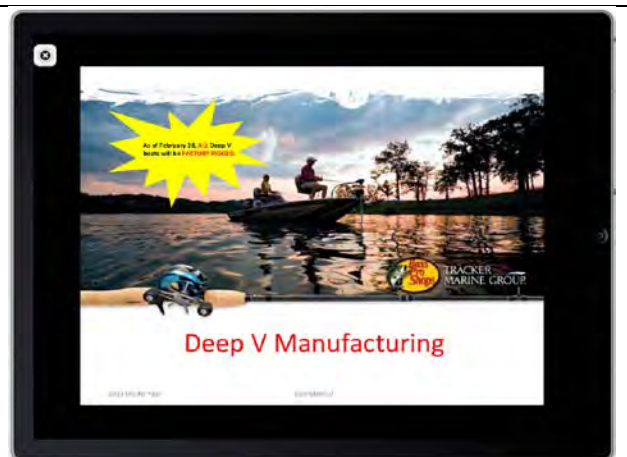 As of February 28, ALL Deep V
boats will be FACTORY RIGGED.
Bass
Pro
Shops
TRACKER
MARINE GROUP
Deep V Manufacturing